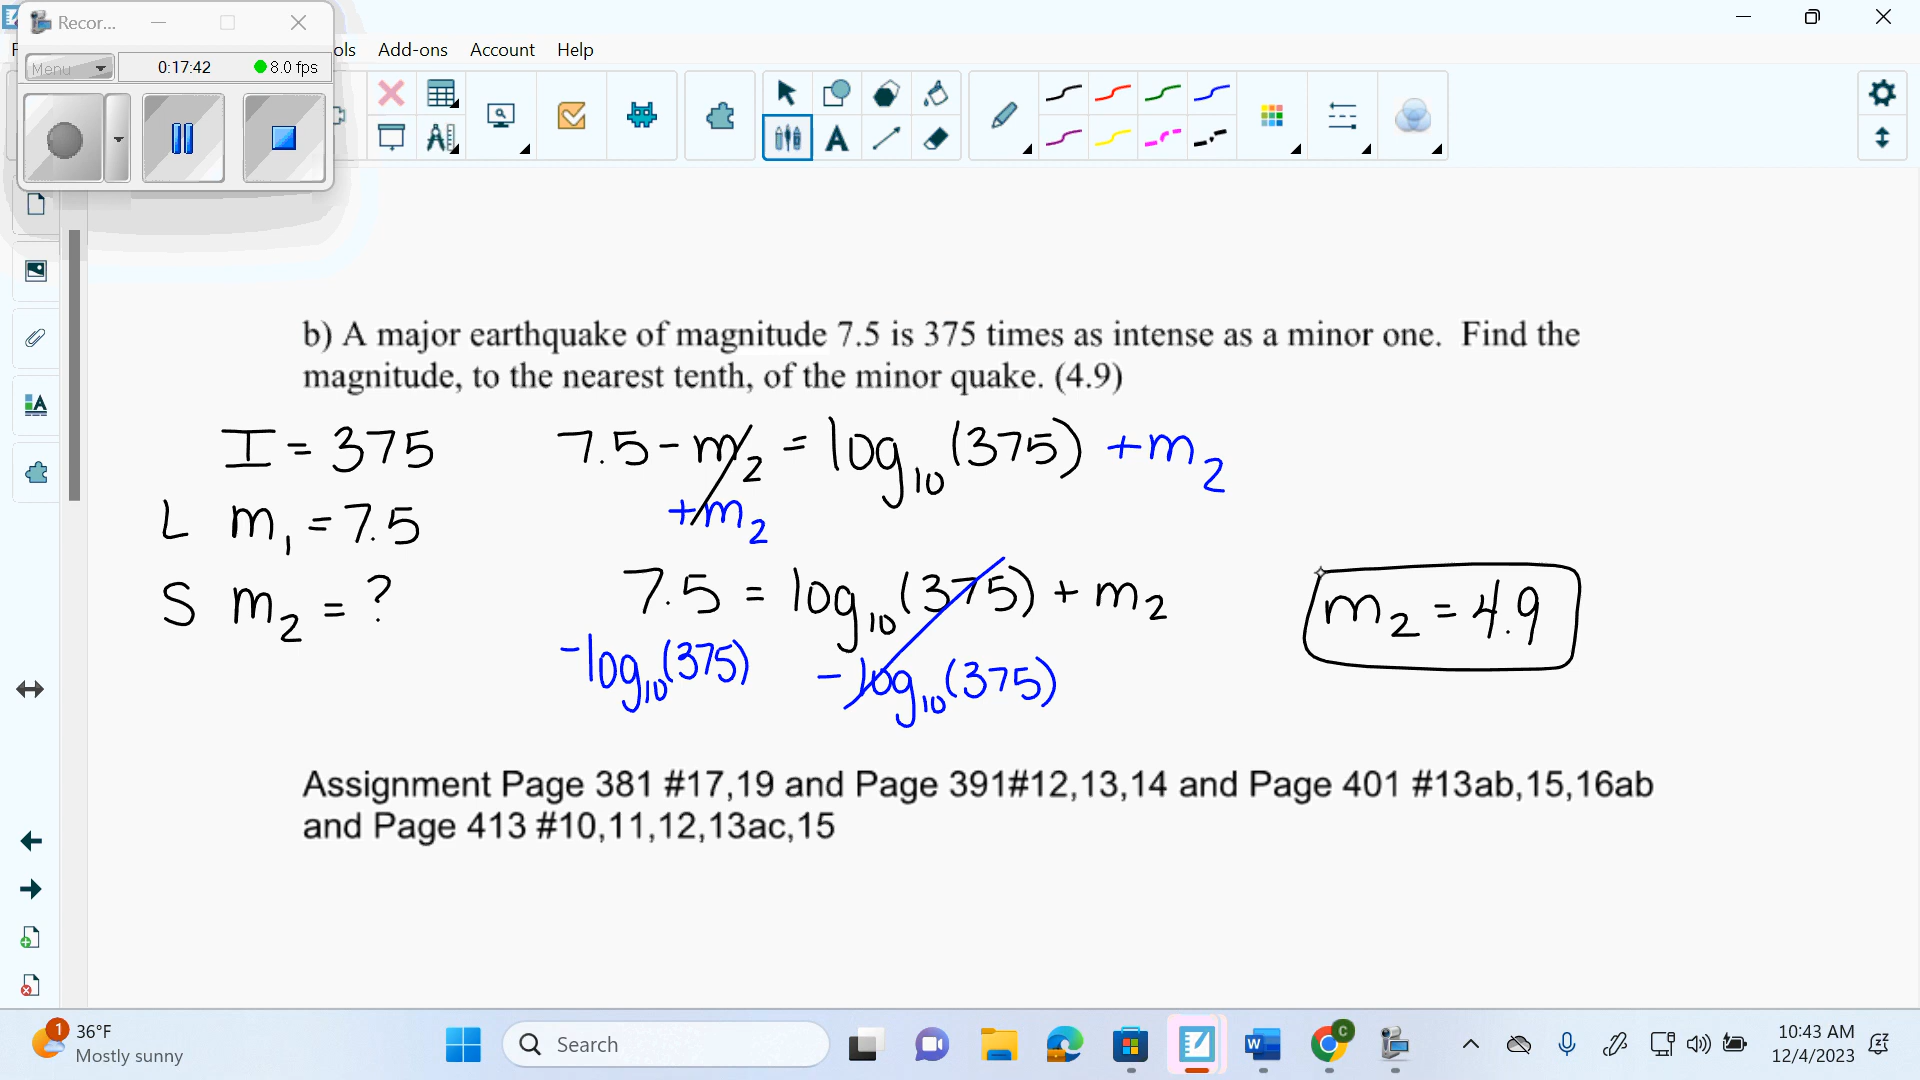 Recor...
Menu
0:17:42
8.0 fps
ols Add-ons Account Help
b) A major earthquake of magnitude 7.5 is 375 times as intense as a minor one. Find the
magnitude, to the nearest tenth, of the minor quake. (4.9)
I = 375
L m₁ = 7.5
S m₂ = ?
7.5 - m₂ = log₁₀(375) + m₂
+m₂
7.5 = log₁₀(375) + m₂
-log₁₀(375) - log₁₀(375)
m₂ = 4.9
Assignment Page 381 #17,19 and Page 391#12,13,14 and Page 401 #13ab,15,16ab
and Page 413 #10,11,12,13ac,15
1
36°F
Mostly sunny
Search
C
10:43 AM
12/4/2023